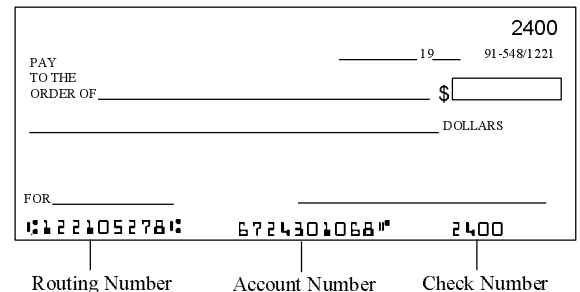 2400
19 91-548/1221
PAY
TO THE
ORDER OF $
DOLLARS
FOR
⑆122105278⑆ 6724301068⑈ 2400
Routing Number Account Number Check Number